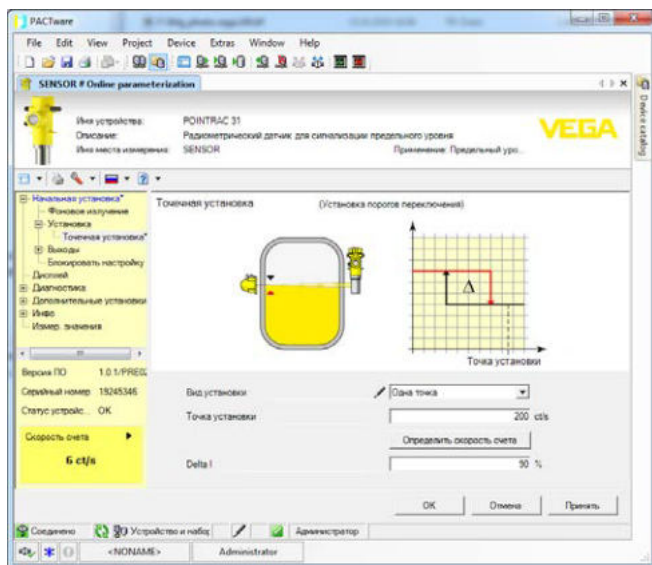 PACTware
File Edit View Project Device Extras Window Help
SENSOR # Online parameterization
Device catalog
Имя устройства: POINTRAC 31
Описание: Радиометрический датчик для сигнализации предельного уровня
Имя места измерения: SENSOR
Применение: Предельный уро...
VEGA
Начальная установка*
Фоновое излучение
Установка
Точечная установка*
Выходы
Блокировать настройку
Дисплей
Диагностика
Дополнительные установки
Инфо
Измер. значения
Точечная установка (Установка порогов переключения)
Δ
Точка установки
Версия ПО 1.0.1/PRE02
Серийный номер 19245346
Статус устройс... OK
Скорость счета
6 ct/s
Вид установки Одна точка
Точка установки 200 ct/s
Определить скорость счета
Delta I 90 %
OK Отмена Принять
Соединено Устройство и набор Администратор
<NONAME> Administrator